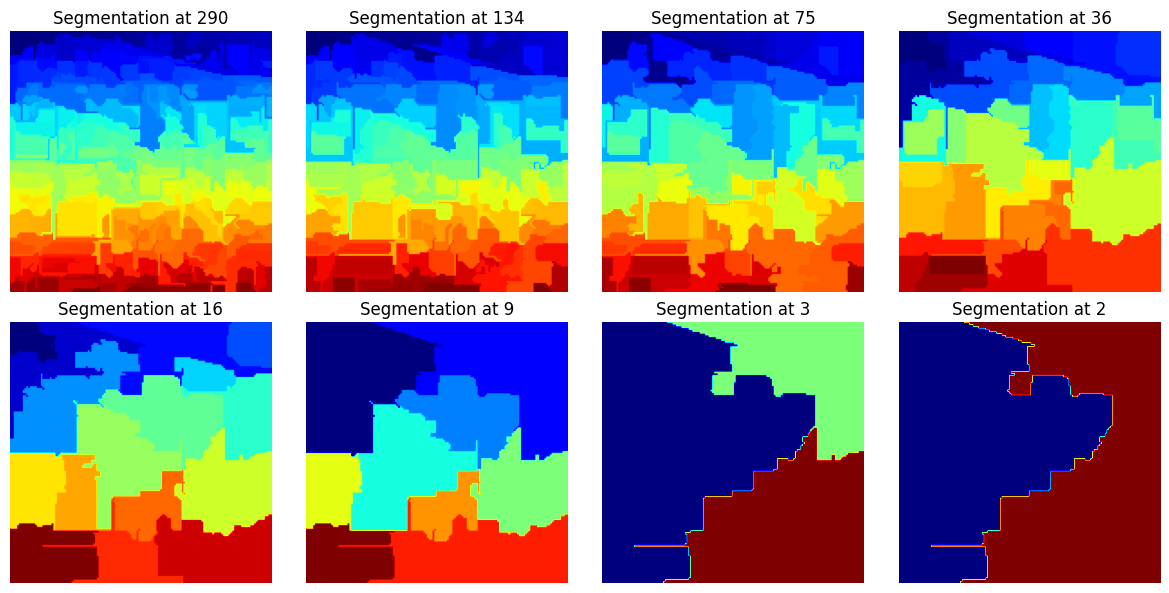 Segmentation at 290
Segmentation at 134
Segmentation at 75
Segmentation at 36
Segmentation at 16
Segmentation at 9
Segmentation at 3
Segmentation at 2